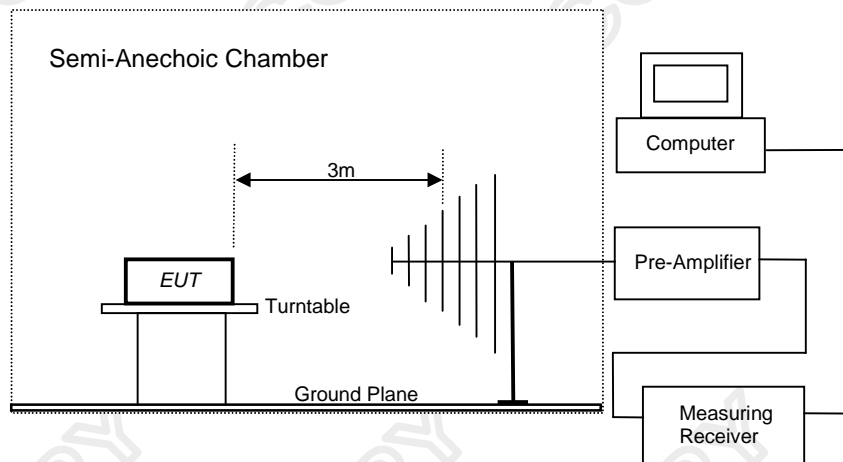 Semi-Anechoic Chamber
3m
Computer
EUT
Pre-Amplifier
Turntable
Ground Plane
Measuring
Receiver